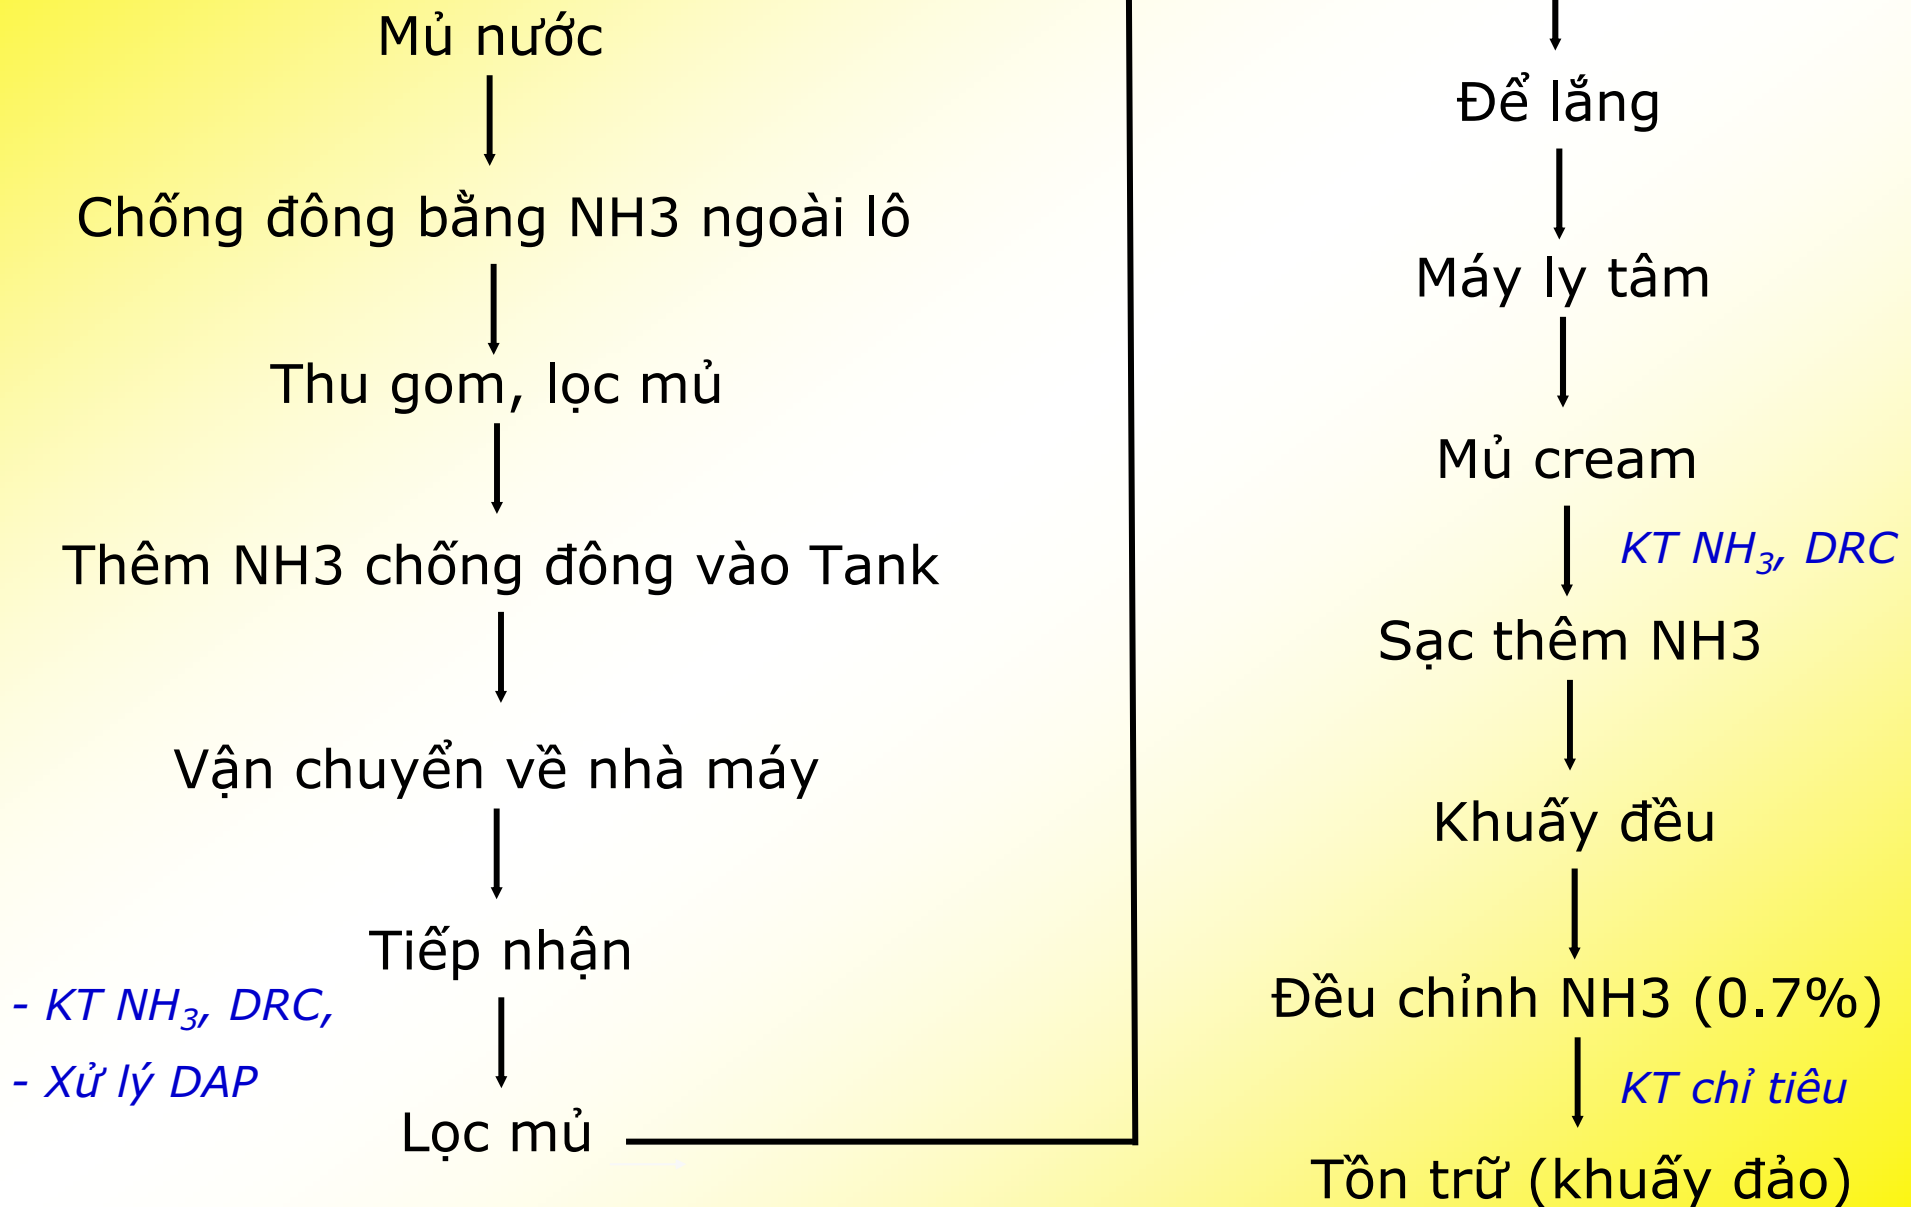 Mủ nước
Chống đông bằng NH3 ngoài lô
Thu gom, lọc mủ
Thêm NH3 chống đông vào Tank
Vận chuyển về nhà máy
Tiếp nhận
- KT NH₃, DRC,
- Xử lý DAP
Lọc mủ
Để lắng
Máy ly tâm
Mủ cream
KT NH₃, DRC
Sạc thêm NH3
Khuấy đều
Đều chỉnh NH3 (0.7%)
KT chỉ tiêu
Tồn trữ (khuấy đảo)